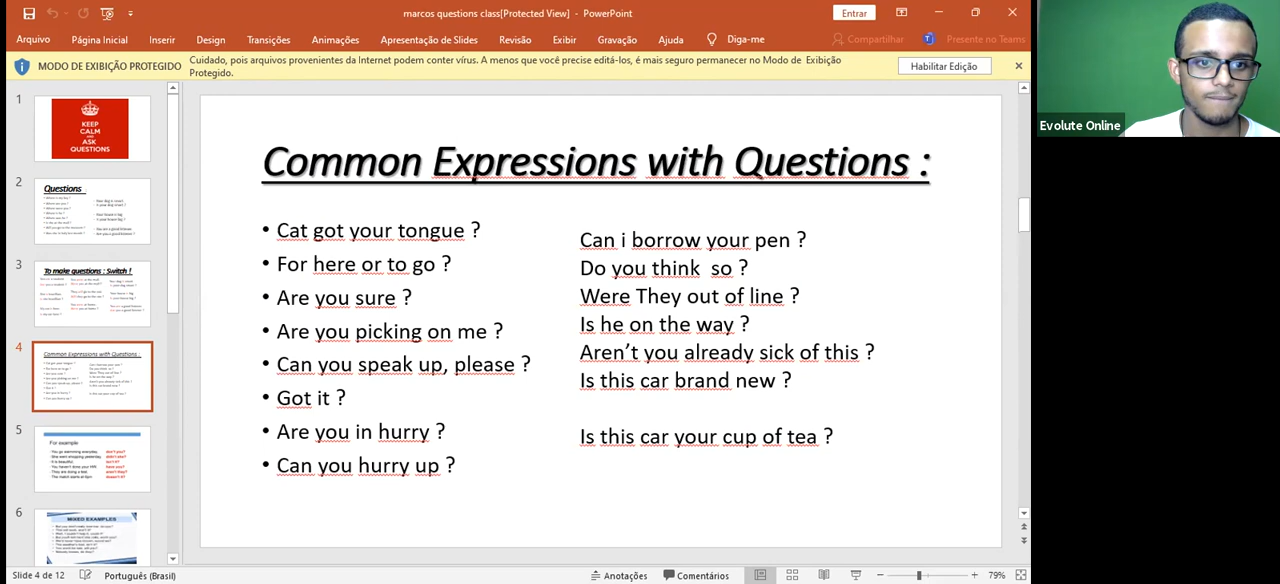 marcos questions class[Protected View] - PowerPoint
Entrar
Arquivo Página Inicial Inserir Design Transições Animações Apresentação de Slides Revisão Exibir Gravação Ajuda Diga-me Compartilhar Presente no Teams
MODO DE EXIBIÇÃO PROTEGIDO Cuidado, pois arquivos provenientes da Internet podem conter vírus. A menos que você precise editá-los, é mais seguro permanecer no Modo de Exibição
Protegido.
Habilitar Edição
Evolute Online
1
KEEP
CALM
AND
ASK
QUESTIONS
2
Questions
3
To make questions : Switch !
4
Common Expressions with Questions :
5
For example
6
MIXED EXAMPLES
Common Expressions with Questions :
• Cat got your tongue ?
• For here or to go ?
• Are you sure ?
• Are you picking on me ?
• Can you speak up, please ?
• Got it ?
• Are you in hurry ?
• Can you hurry up ?
Can i borrow your pen ?
Do you think so ?
Were They out of line ?
Is he on the way ?
Aren't you already sick of this ?
Is this car brand new ?
Is this car your cup of tea ?
Slide 4 de 12 Português (Brasil) Anotações Comentários 79%